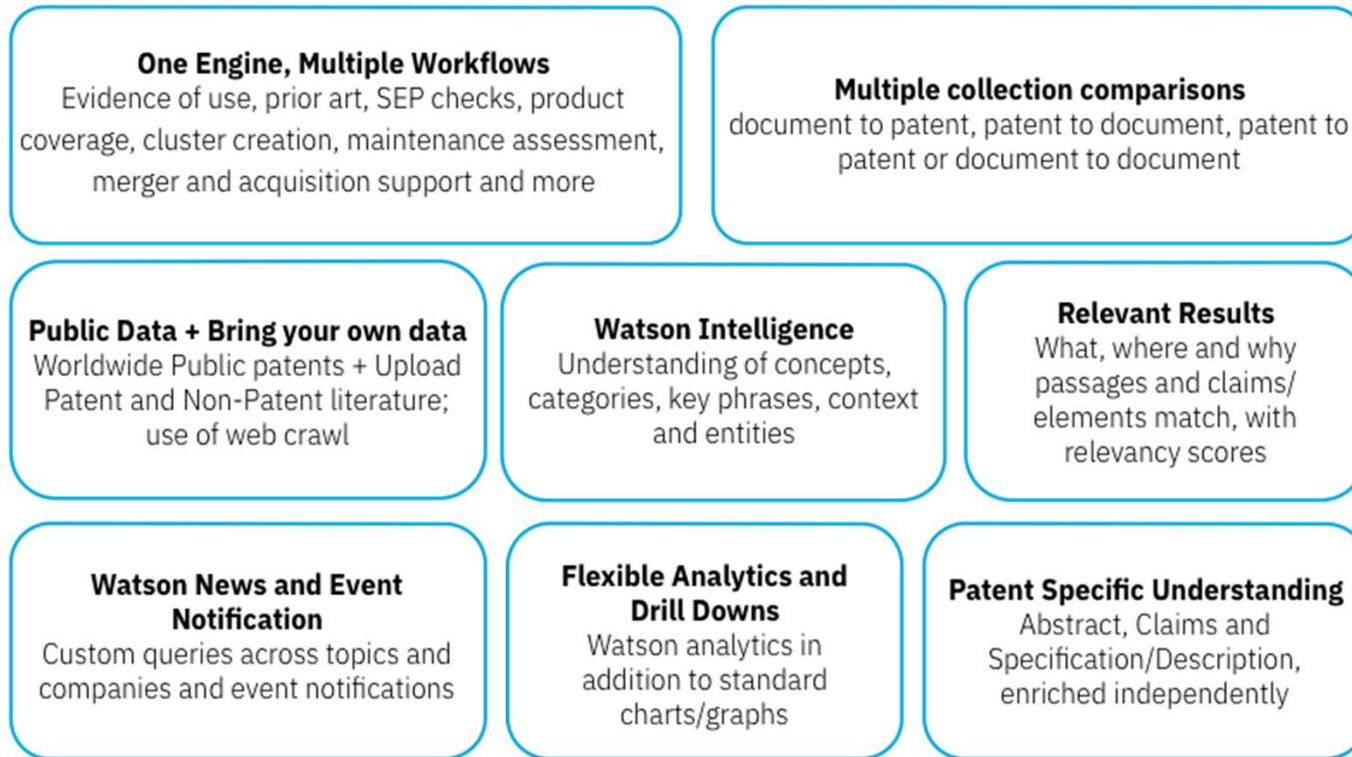 One Engine, Multiple Workflows
Evidence of use, prior art, SEP checks, product
coverage, cluster creation, maintenance assessment,
merger and acquisition support and more
Multiple collection comparisons
document to patent, patent to document, patent to
patent or document to document
Public Data + Bring your own data
Worldwide Public patents + Upload
Patent and Non-Patent literature;
use of web crawl
Watson Intelligence
Understanding of concepts,
categories, key phrases, context
and entities
Relevant Results
What, where and why
passages and claims/
elements match, with
relevancy scores
Watson News and Event
Notification
Custom queries across topics and
companies and event notifications
Flexible Analytics and
Drill Downs
Watson analytics in
addition to standard
charts/graphs
Patent Specific Understanding
Abstract, Claims and
Specification/Description,
enriched independently